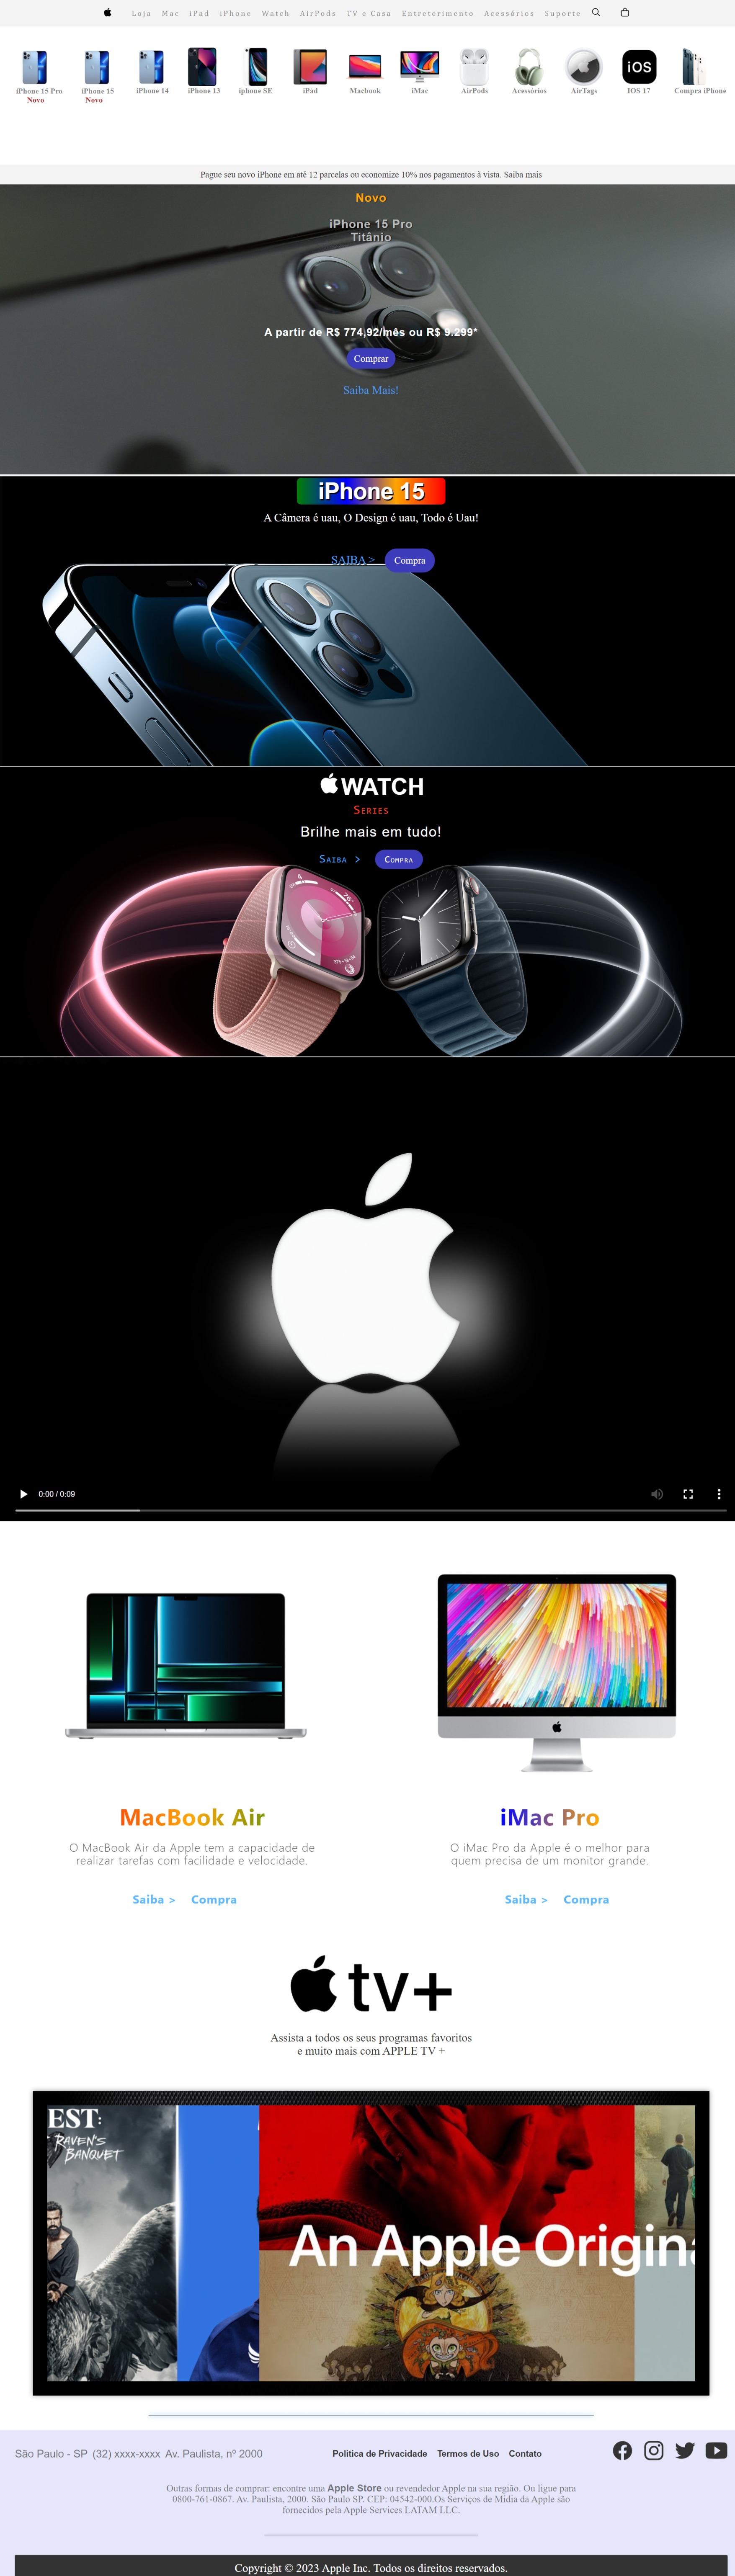 Loja Mac iPad iPhone Watch AirPods TV e Casa Entreterimento Acessórios Suporte
iPhone 15 Pro
Novo
iPhone 15
Novo
iPhone 14
iPhone 13
iphone SE
iPad
Macbook
iMac
AirPods
Acessórios
AirTags
iOS
IOS 17
Compra iPhone
Pague seu novo iPhone em até 12 parcelas ou economize 10% nos pagamentos à vista. Saiba mais
Novo
iPhone 15 Pro
Titânio
A partir de R$ 774,92/mês ou R$ 9.299*
Comprar
Saiba Mais!
iPhone 15
A Câmera é uau, O Design é uau, Todo é Uau!
SAIBA > Compra
WATCH
Series
Brilhe mais em tudo!
Saiba > Compra
0:00 / 0:09
MacBook Air
O MacBook Air da Apple tem a capacidade de
realizar tarefas com facilidade e velocidade.
Saiba > Compra
iMac Pro
O iMac Pro da Apple é o melhor para
quem precisa de um monitor grande.
Saiba > Compra
tv+
Assista a todos os seus programas favoritos
e muito mais com APPLE TV +
EST:
RAVEN'S
BANQUET
An Apple Origin
São Paulo - SP (32) xxxx-xxxx Av. Paulista, nº 2000
Politica de Privacidade Termos de Uso Contato
Outras formas de comprar: encontre uma Apple Store ou revendedor Apple na sua região. Ou ligue para
0800-761-0867. Av. Paulista, 2000. São Paulo SP. CEP: 04542-000.Os Serviços de Mídia da Apple são
fornecidos pela Apple Services LATAM LLC.
Copyright © 2023 Apple Inc. Todos os direitos reservados.